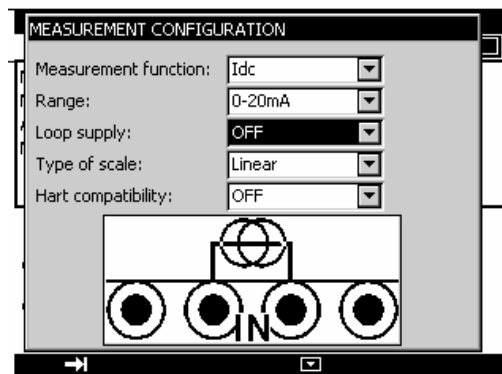 MEASUREMENT CONFIGURATION
Measurement function: Idc
Range: 0-20mA
Loop supply: OFF
Type of scale: Linear
Hart compatibility: OFF
IN